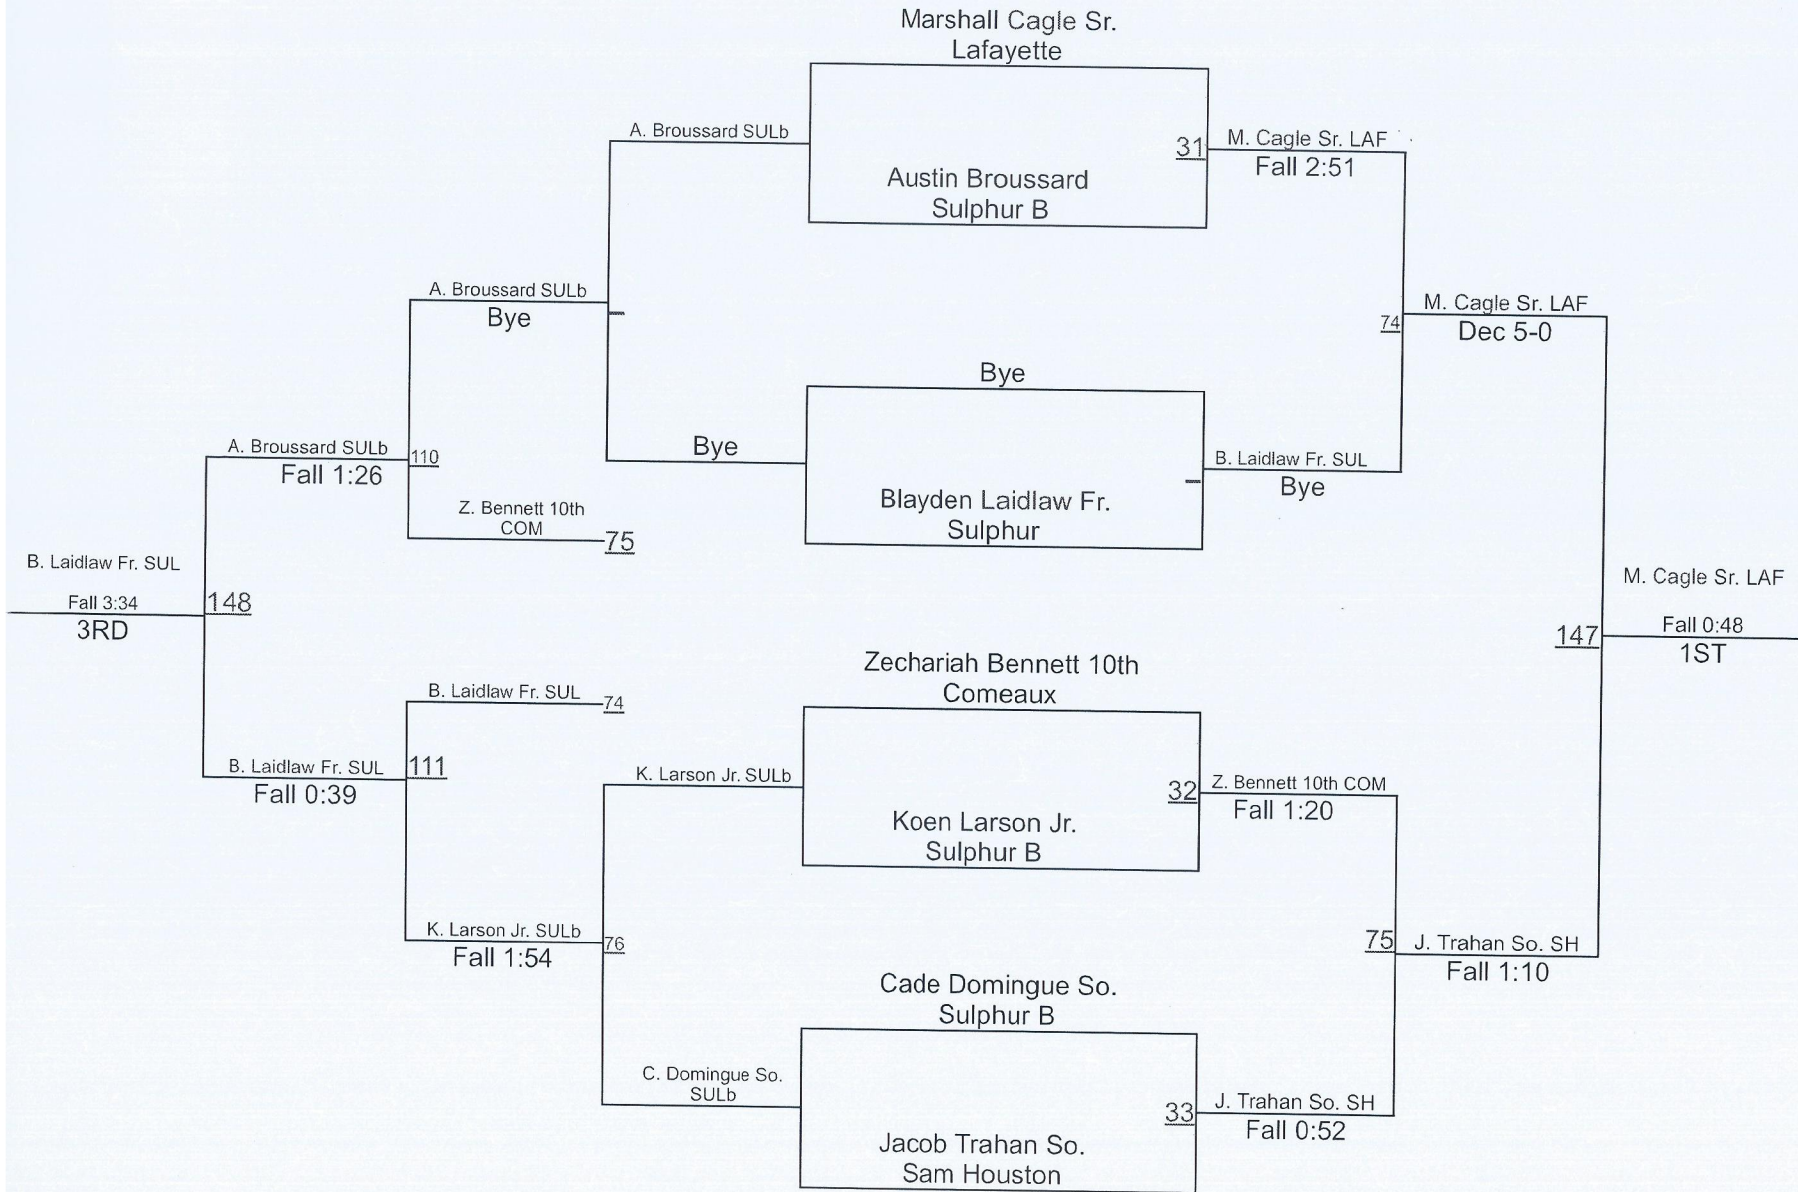 Marshall Cagle Sr.
Lafayette
A. Broussard SULb
31
M. Cagle Sr. LAF
Fall 2:51
Austin Broussard
Sulphur B
A. Broussard SULb
Bye
M. Cagle Sr. LAF
74
Dec 5-0
Bye
A. Broussard SULb
110
Fall 1:26
Bye
B. Laidlaw Fr. SUL
Bye
Blayden Laidlaw Fr.
Sulphur
Z. Bennett 10th
COM
75
B. Laidlaw Fr. SUL
Fall 3:34
3RD
148
M. Cagle Sr. LAF
147
Fall 0:48
1ST
Zechariah Bennett 10th
Comeaux
B. Laidlaw Fr. SUL
74
B. Laidlaw Fr. SUL
111
Fall 0:39
K. Larson Jr. SULb
32
Z. Bennett 10th COM
Fall 1:20
Koen Larson Jr.
Sulphur B
K. Larson Jr. SULb
76
Fall 1:54
75
J. Trahan So. SH
Fall 1:10
Cade Domingue So.
Sulphur B
C. Domingue So.
SULb
33
J. Trahan So. SH
Fall 0:52
Jacob Trahan So.
Sam Houston